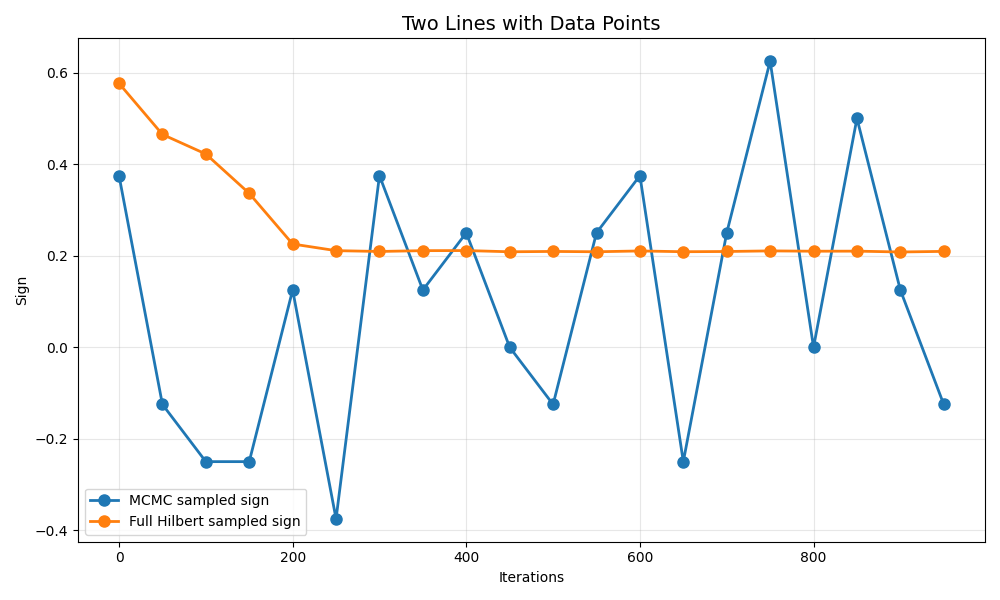 Two Lines with Data Points
0.6
0.4
0.2
0.0
−0.2
−0.4
Sign
MCMC sampled sign
Full Hilbert sampled sign
0 200 400 600 800
Iterations